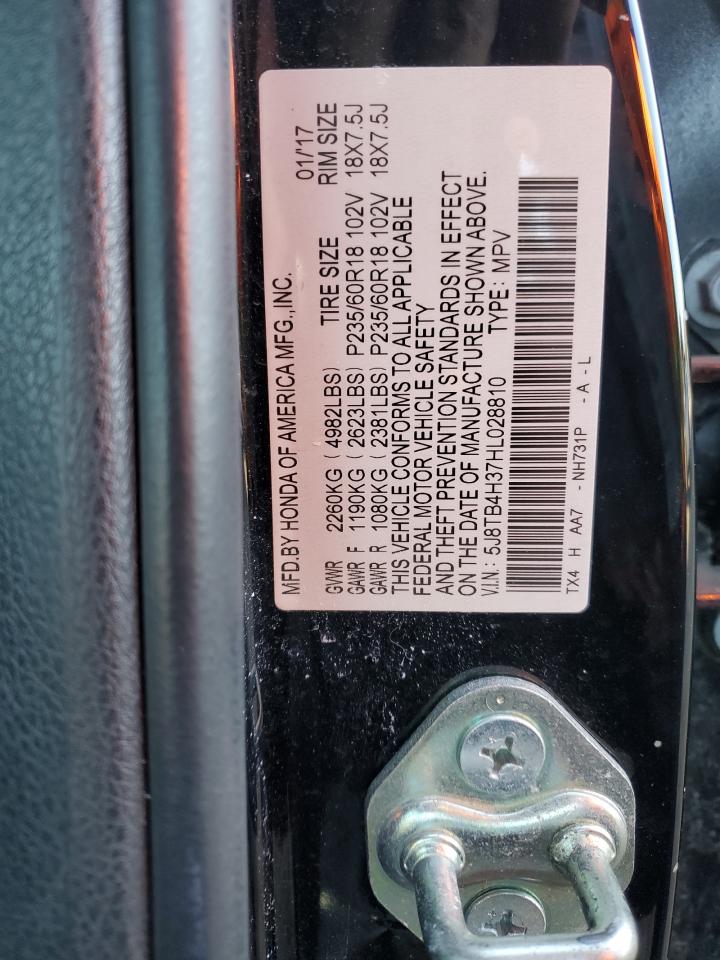 MFD.BY HONDA OF AMERICA MFG.,INC. 01/'17
GVWR 2260KG ( 4982LBS) TIRE SIZE RIM SIZE
GAWR F 1190KG ( 2623LBS) P235/60R18 102V 18X7.5J
GAWR R 1080KG ( 2381LBS) P235/60R18 102V 18X7.5J
THIS VEHICLE CONFORMS TO ALL APPLICABLE
FEDERAL MOTOR VEHICLE SAFETY
AND THEFT PREVENTION STANDARDS IN EFFECT
ON THE DATE OF MANUFACTURE SHOWN ABOVE.
V.I.N.: 5J8TB4H37HL028810 TYPE: MPV
TX4 H AA7 - NH731P - A - L